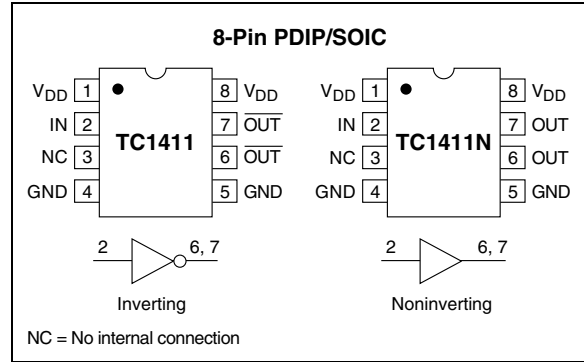 8-Pin PDIP/SOIC
VDD 1 8 VDD VDD 1 8 VDD
IN 2 7 OUT IN 2 7 OUT
TC1411 TC1411N
NC 3 6 OUT NC 3 6 OUT
GND 4 5 GND GND 4 5 GND
2 6, 7 2 6, 7
Inverting Noninverting
NC = No internal connection